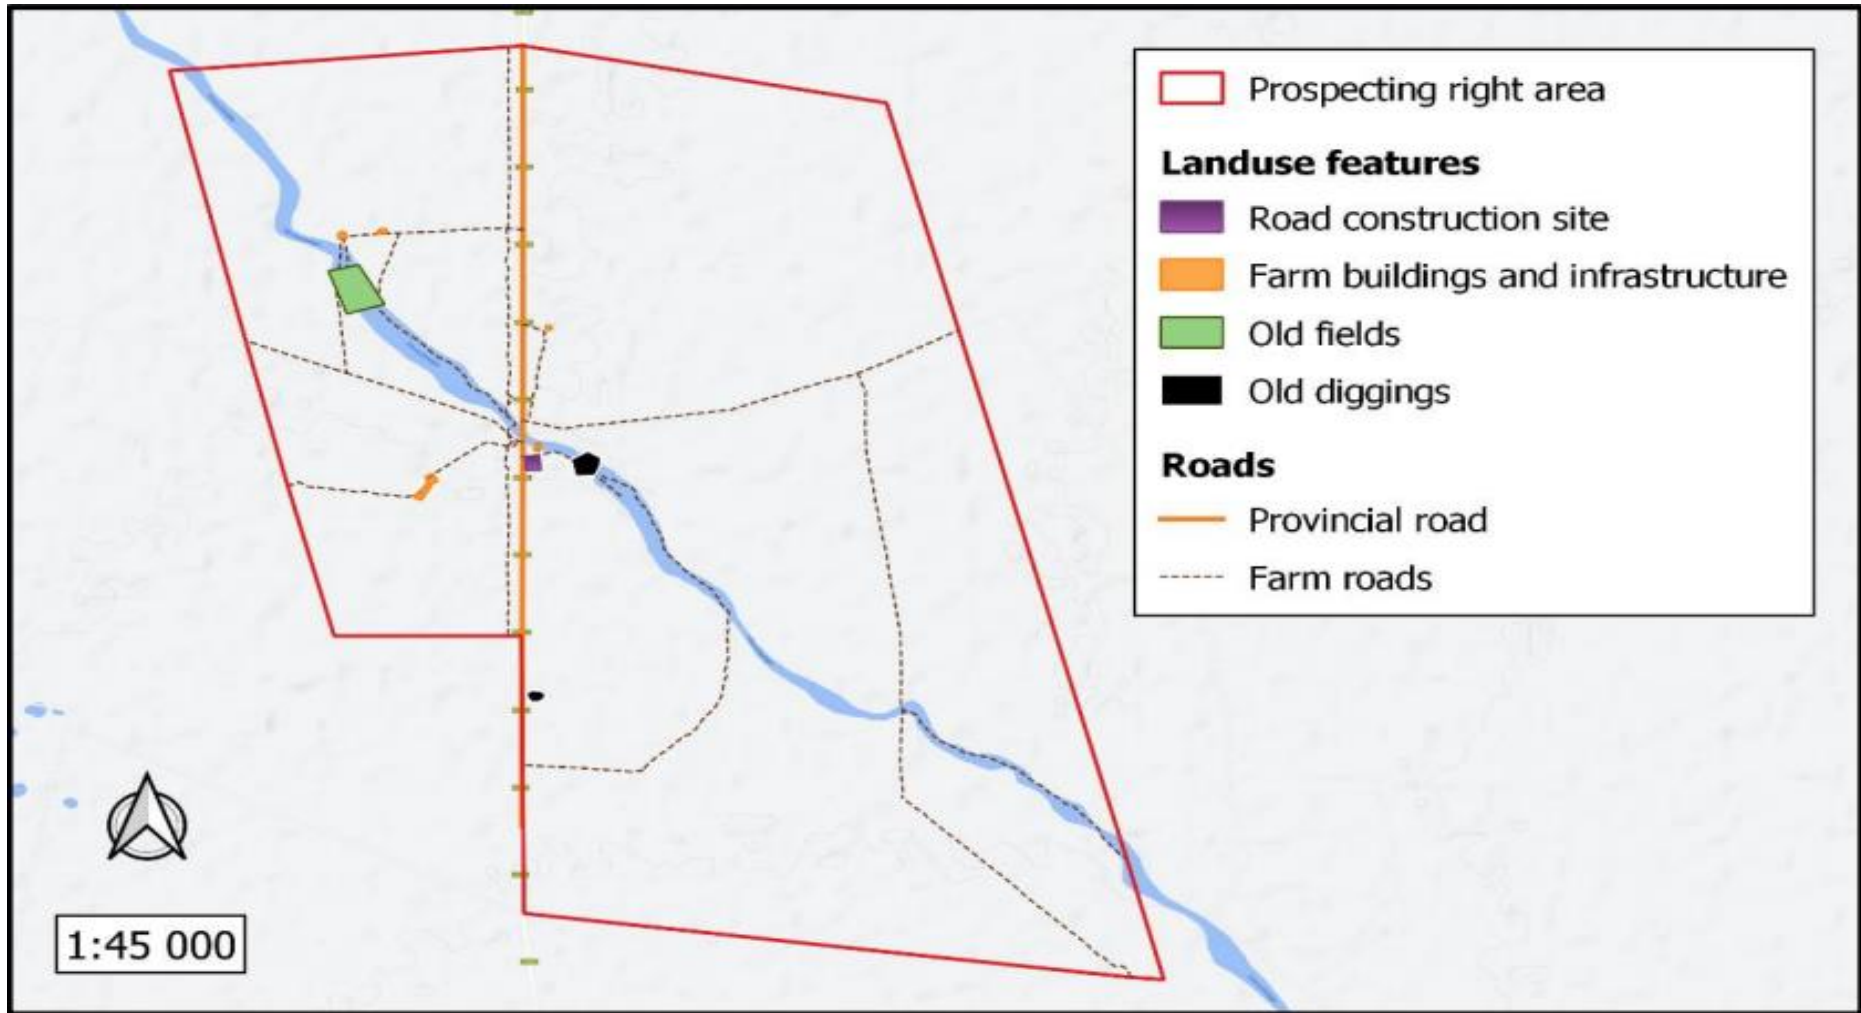 Prospecting right area
Landuse features
Road construction site
Farm buildings and infrastructure
Old fields
Old diggings
Roads
Provincial road
Farm roads
1:45 000